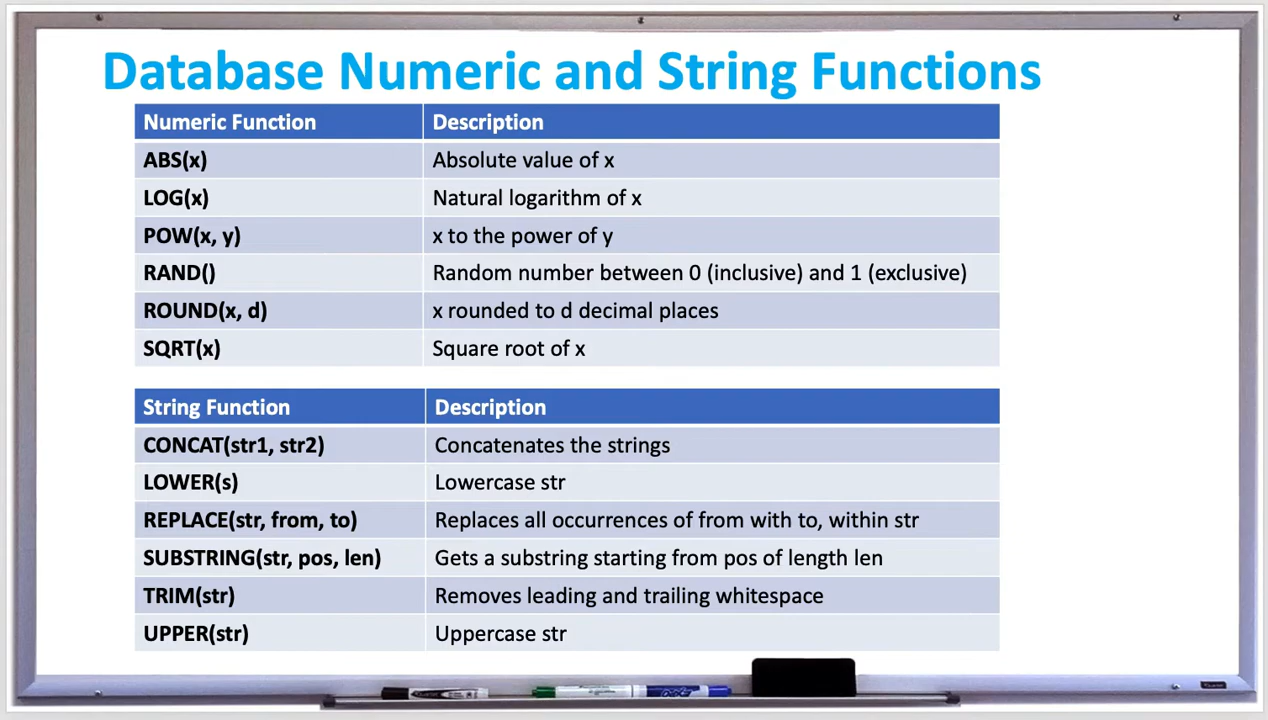 Database Numeric and String Functions
Numeric Function Description
ABS(x) Absolute value of x
LOG(x) Natural logarithm of x
POW(x, y) x to the power of y
RAND() Random number between 0 (inclusive) and 1 (exclusive)
ROUND(x, d) x rounded to d decimal places
SQRT(x) Square root of x
String Function Description
CONCAT(str1, str2) Concatenates the strings
LOWER(s) Lowercase str
REPLACE(str, from, to) Replaces all occurrences of from with to, within str
SUBSTRING(str, pos, len) Gets a substring starting from pos of length len
TRIM(str) Removes leading and trailing whitespace
UPPER(str) Uppercase str